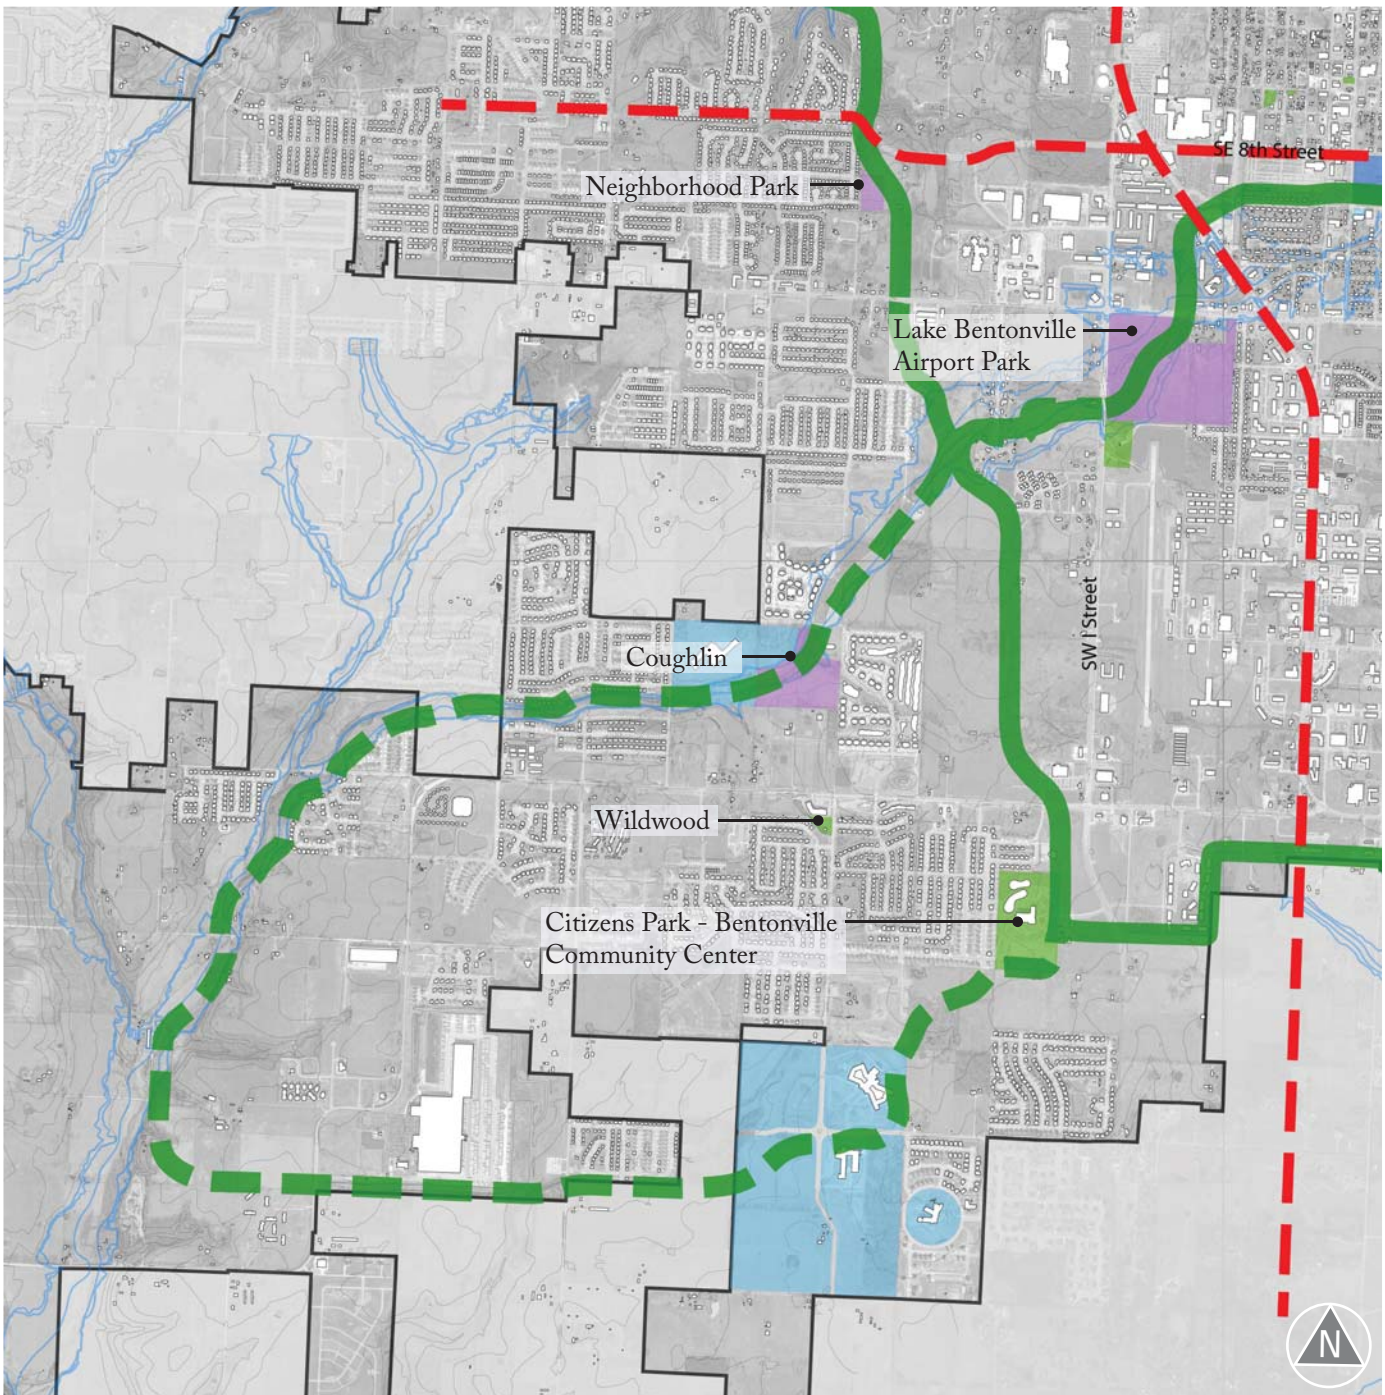 SE 8th Street
Neighborhood Park
Lake Bentonville
Airport Park
SW I Street
Coughlin
Wildwood
Citizens Park - Bentonville
Community Center
N